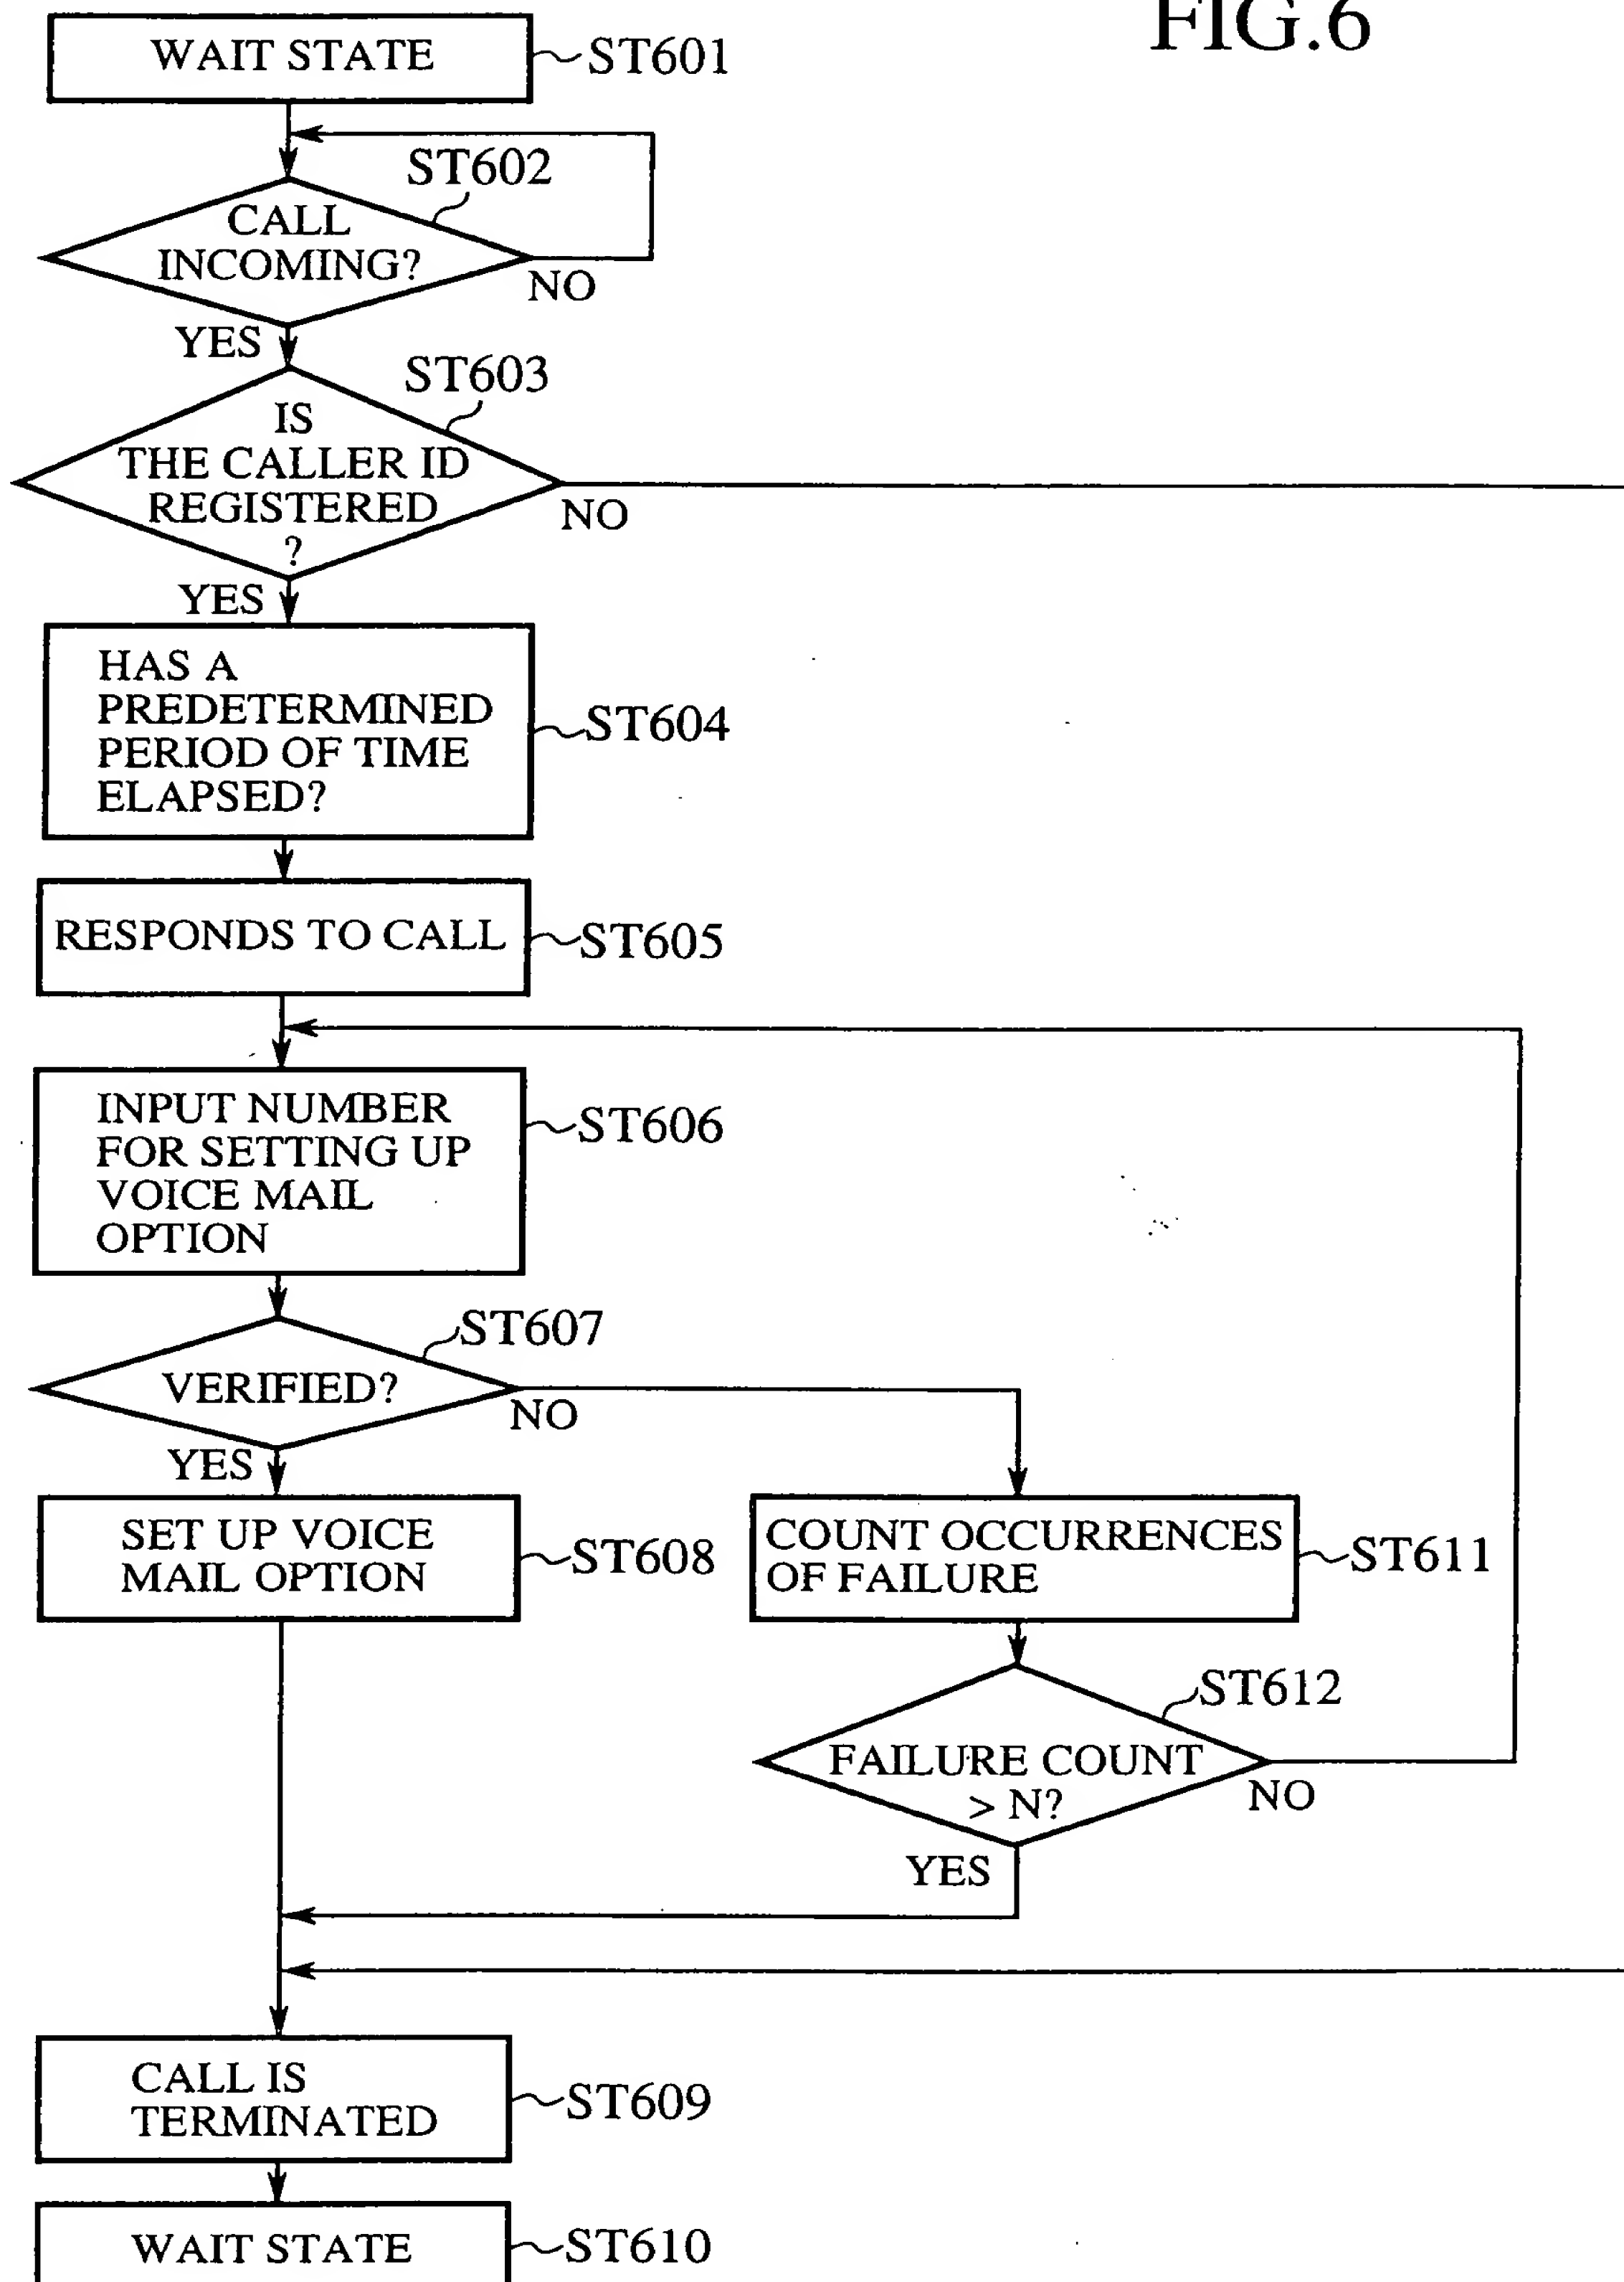 FIG.6
WAIT STATE
ST601
ST602
CALL
INCOMING?
NO
YES
ST603
IS
THE CALLER ID
REGISTERED
?
NO
YES
HAS A
PREDETERMINED
PERIOD OF TIME
ELAPSED?
ST604
RESPONDS TO CALL
ST605
INPUT NUMBER
FOR SETTING UP
VOICE MAIL
OPTION
ST606
ST607
VERIFIED?
NO
YES
SET UP VOICE
MAIL OPTION
ST608
COUNT OCCURRENCES
OF FAILURE
ST611
ST612
FAILURE COUNT
> N?
NO
YES
CALL IS
TERMINATED
ST609
WAIT STATE
ST610